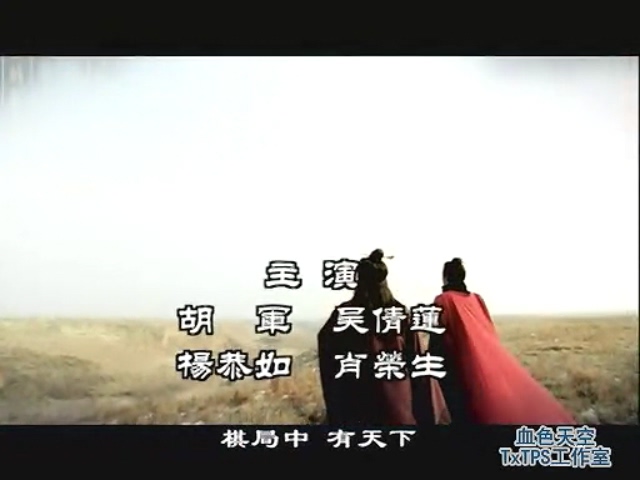 主 演
胡 軍 吴倩蓮
楊恭如 肖榮生
棋局中 有天下
血色天空
TxTPS工作室